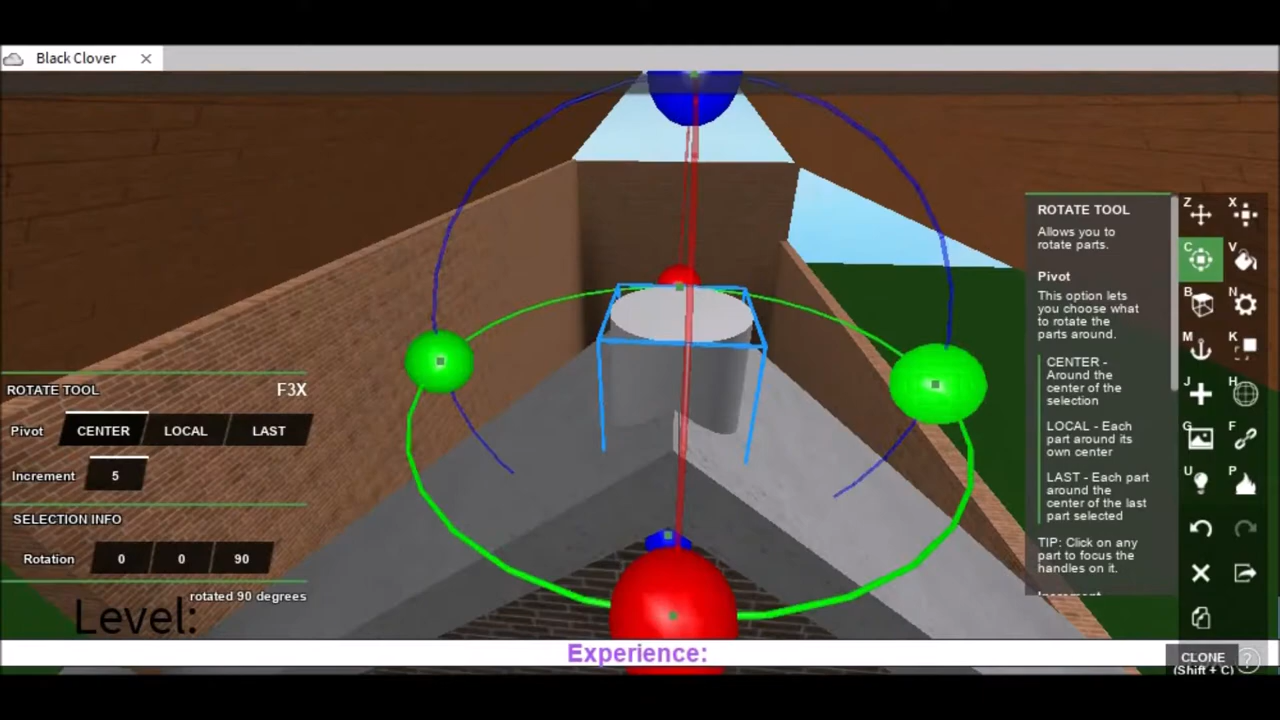 Black Clover
ROTATE TOOL
F3X
Pivot
CENTER
LOCAL
LAST
Increment
5
SELECTION INFO
Rotation
0
0
90
rotated 90 degrees
Level:
Experience:
ROTATE TOOL
Allows you to
rotate parts.
Pivot
This option lets
you choose what
to rotate the
parts around.
CENTER -
Around the
center of the
selection
LOCAL - Each
part around its
own center
LAST - Each part
around the
center of the last
part selected
TIP: Click on any
part to focus the
handles on it.
Increment
Z
X
C
V
B
N
M
K
J
H
G
F
U
P
CLONE
(Shift + C)
?